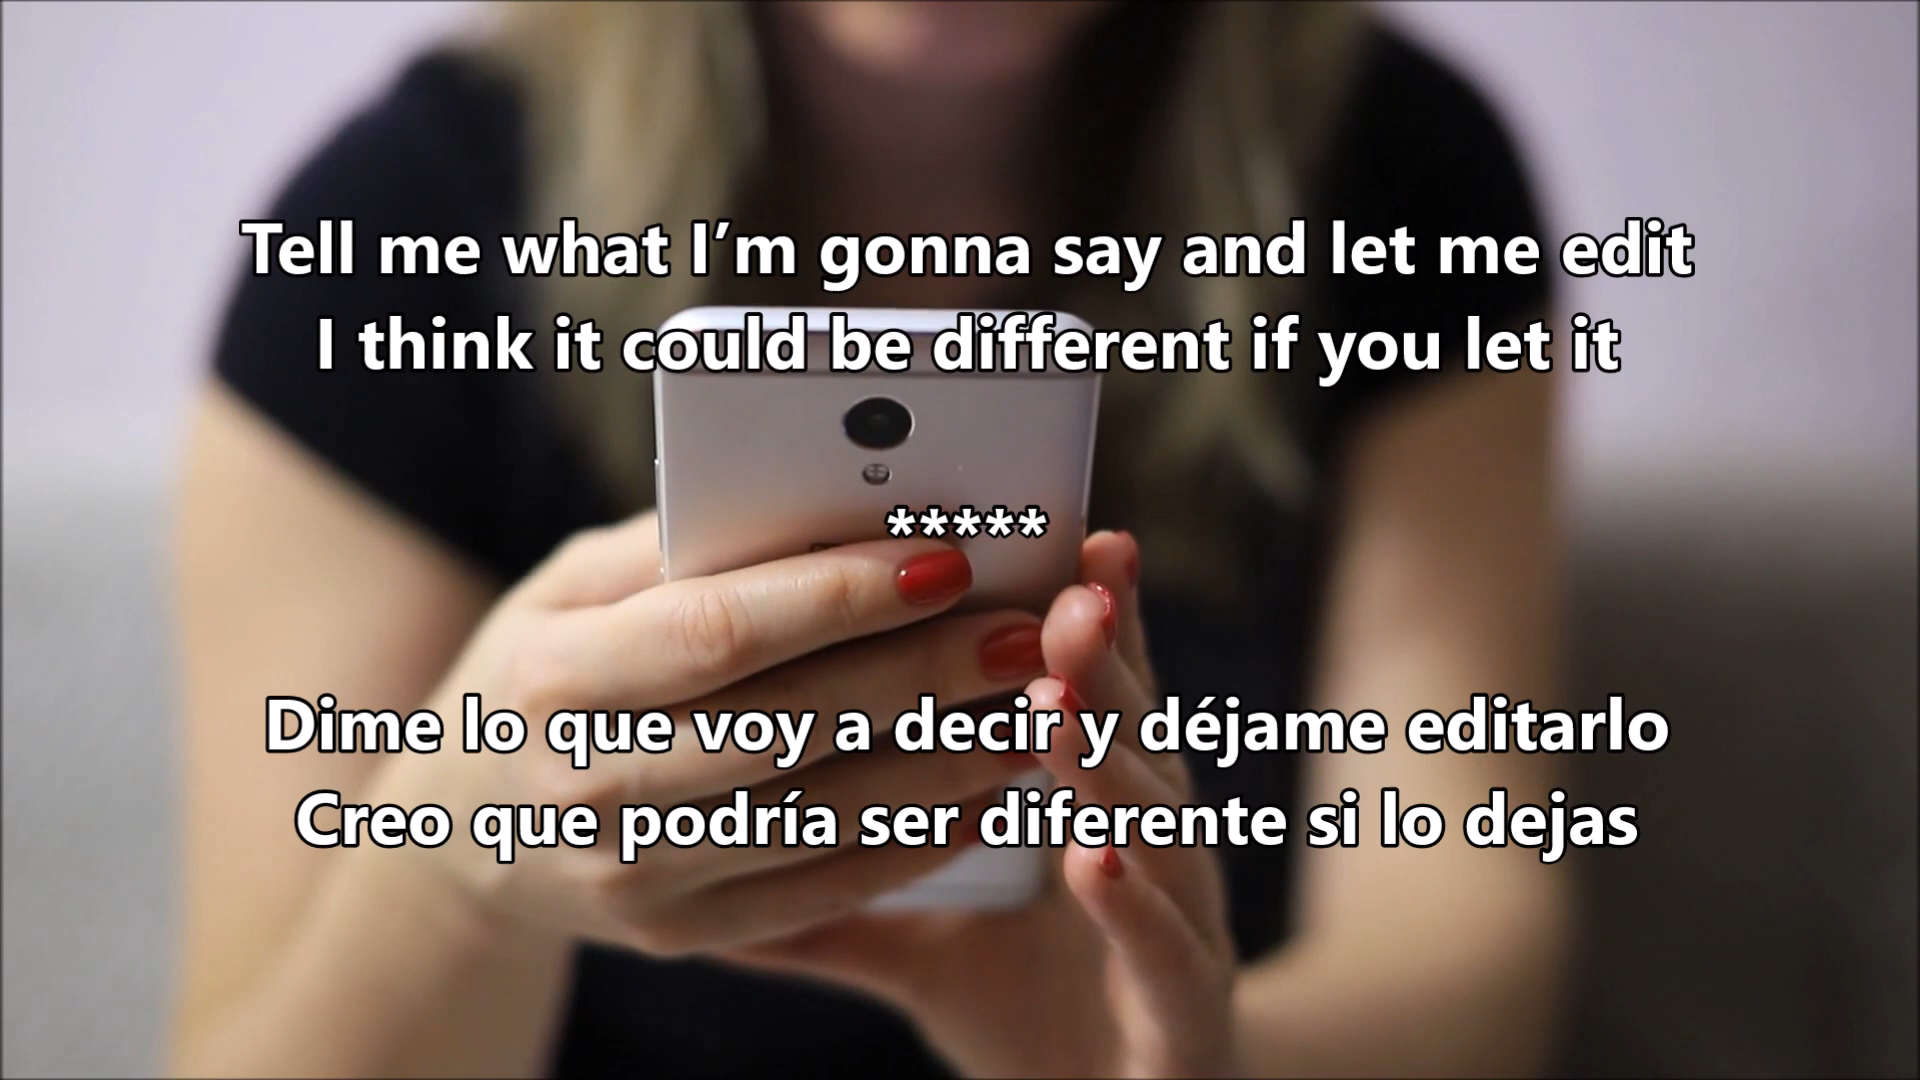 Tell me what I’m gonna say and let me edit
I think it could be different if you let it
*****
Dime lo que voy a decir y déjame editarlo
Creo que podría ser diferente si lo dejas